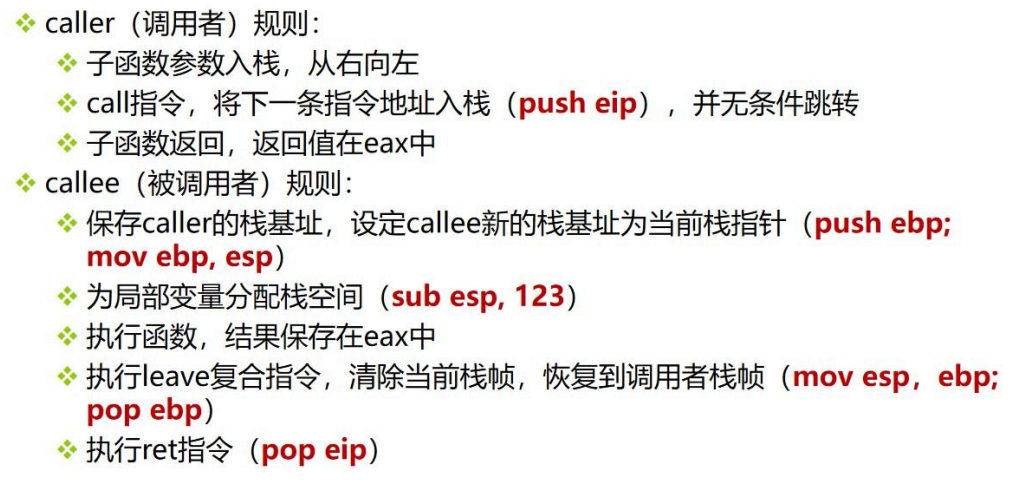 caller（调用者）规则：
子函数参数入栈，从右向左
call指令，将下一条指令地址入栈（push eip），并无条件跳转
子函数返回，返回值在eax中
callee（被调用者）规则：
保存caller的栈基址，设定callee新的栈基址为当前栈指针（push ebp;
mov ebp, esp）
为局部变量分配栈空间（sub esp, 123）
执行函数，结果保存在eax中
执行leave复合指令，清除当前栈帧，恢复到调用者栈帧（mov esp，ebp;
pop ebp）
执行ret指令（pop eip）